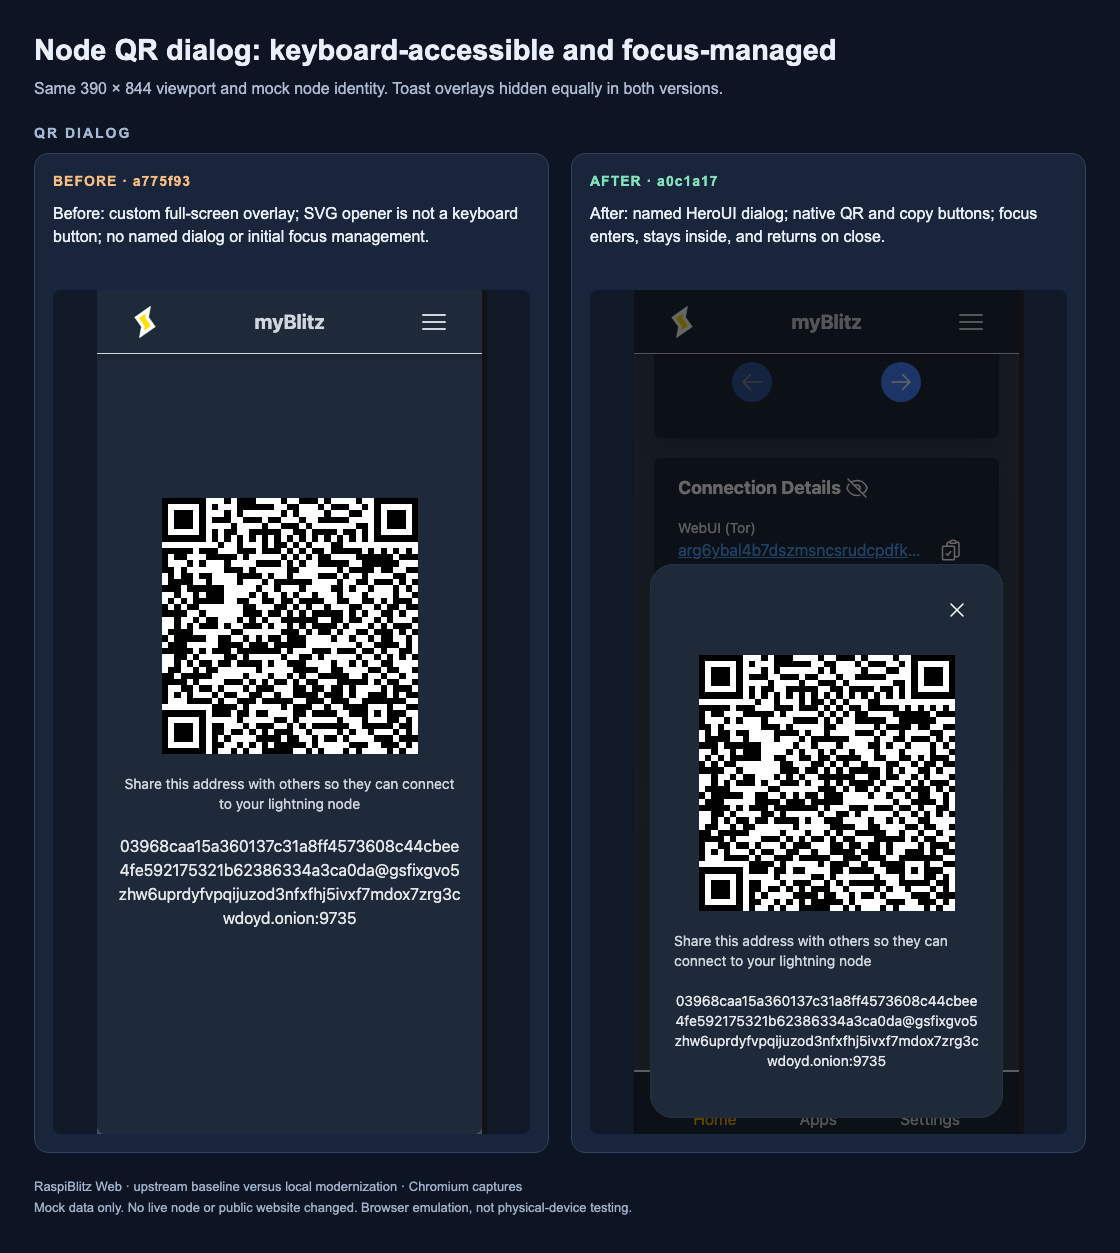 Node QR dialog: keyboard-accessible and focus-managed
Same 390 × 844 viewport and mock node identity. Toast overlays hidden equally in both versions.
QR DIALOG
BEFORE · a775f93
Before: custom full-screen overlay; SVG opener is not a keyboard
button; no named dialog or initial focus management.
myBlitz
Share this address with others so they can connect
to your lightning node
03968caa15a360137c31a8ff4573608c44cbee
4fe592175321b62386334a3ca0da@gsfixgvo5
zhw6uprdyfvpqijuzod3nfxfhj5ivxf7mdox7zrg3c
wdoyd.onion:9735
AFTER · a0c1a17
After: named HeroUI dialog; native QR and copy buttons; focus
enters, stays inside, and returns on close.
myBlitz
Connection Details
WebUI (Tor)
arg6ybal4b7dszmsncsrudcpdfk...
Share this address with others so they can
connect to your lightning node
03968caa15a360137c31a8ff4573608c44cbee
4fe592175321b62386334a3ca0da@gsfixgvo5
zhw6uprdyfvpqijuzod3nfxfhj5ivxf7mdox7zrg3c
wdoyd.onion:9735
Home Apps Settings
RaspiBlitz Web · upstream baseline versus local modernization · Chromium captures
Mock data only. No live node or public website changed. Browser emulation, not physical-device testing.